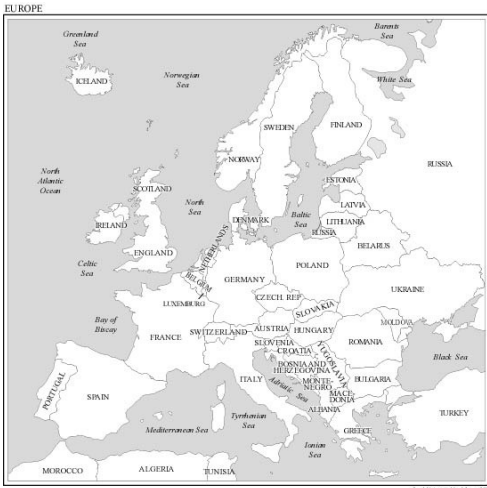 EUROPE
Greenland
Sea
Barents
Sea
ICELAND
Norwegian
Sea
White Sea
SWEDEN
FINLAND
NORWAY
RUSSIA
North
Atlantic
Ocean
SCOTLAND
ESTONIA
North
Sea
LATVIA
IRELAND
DENMARK
Baltic
Sea
LITHUANIA
RUSSIA
NETHERLANDS
BELARUS
ENGLAND
Celtic
Sea
POLAND
BELGIUM
GERMANY
UKRAINE
LUXEMBURG
CZECH. REP
SLOVAKIA
Bay of
Biscay
MOLDOVA
FRANCE
SWITZERLAND
AUSTRIA
HUNGARY
SLOVENIA
ROMANIA
CROATIA
YUGOSLAVIA
Black Sea
BOSNIA AND
HERZEGOVINA
ITALY
Adriatic Sea
MONTE-
NEGRO
BULGARIA
PORTUGAL
SPAIN
MACE
DONIA
ALBANIA
Tyrrhenian
Sea
TURKEY
Mediterranean Sea
GREECE
Ionian
Sea
MOROCCO
ALGERIA
TUNISIA